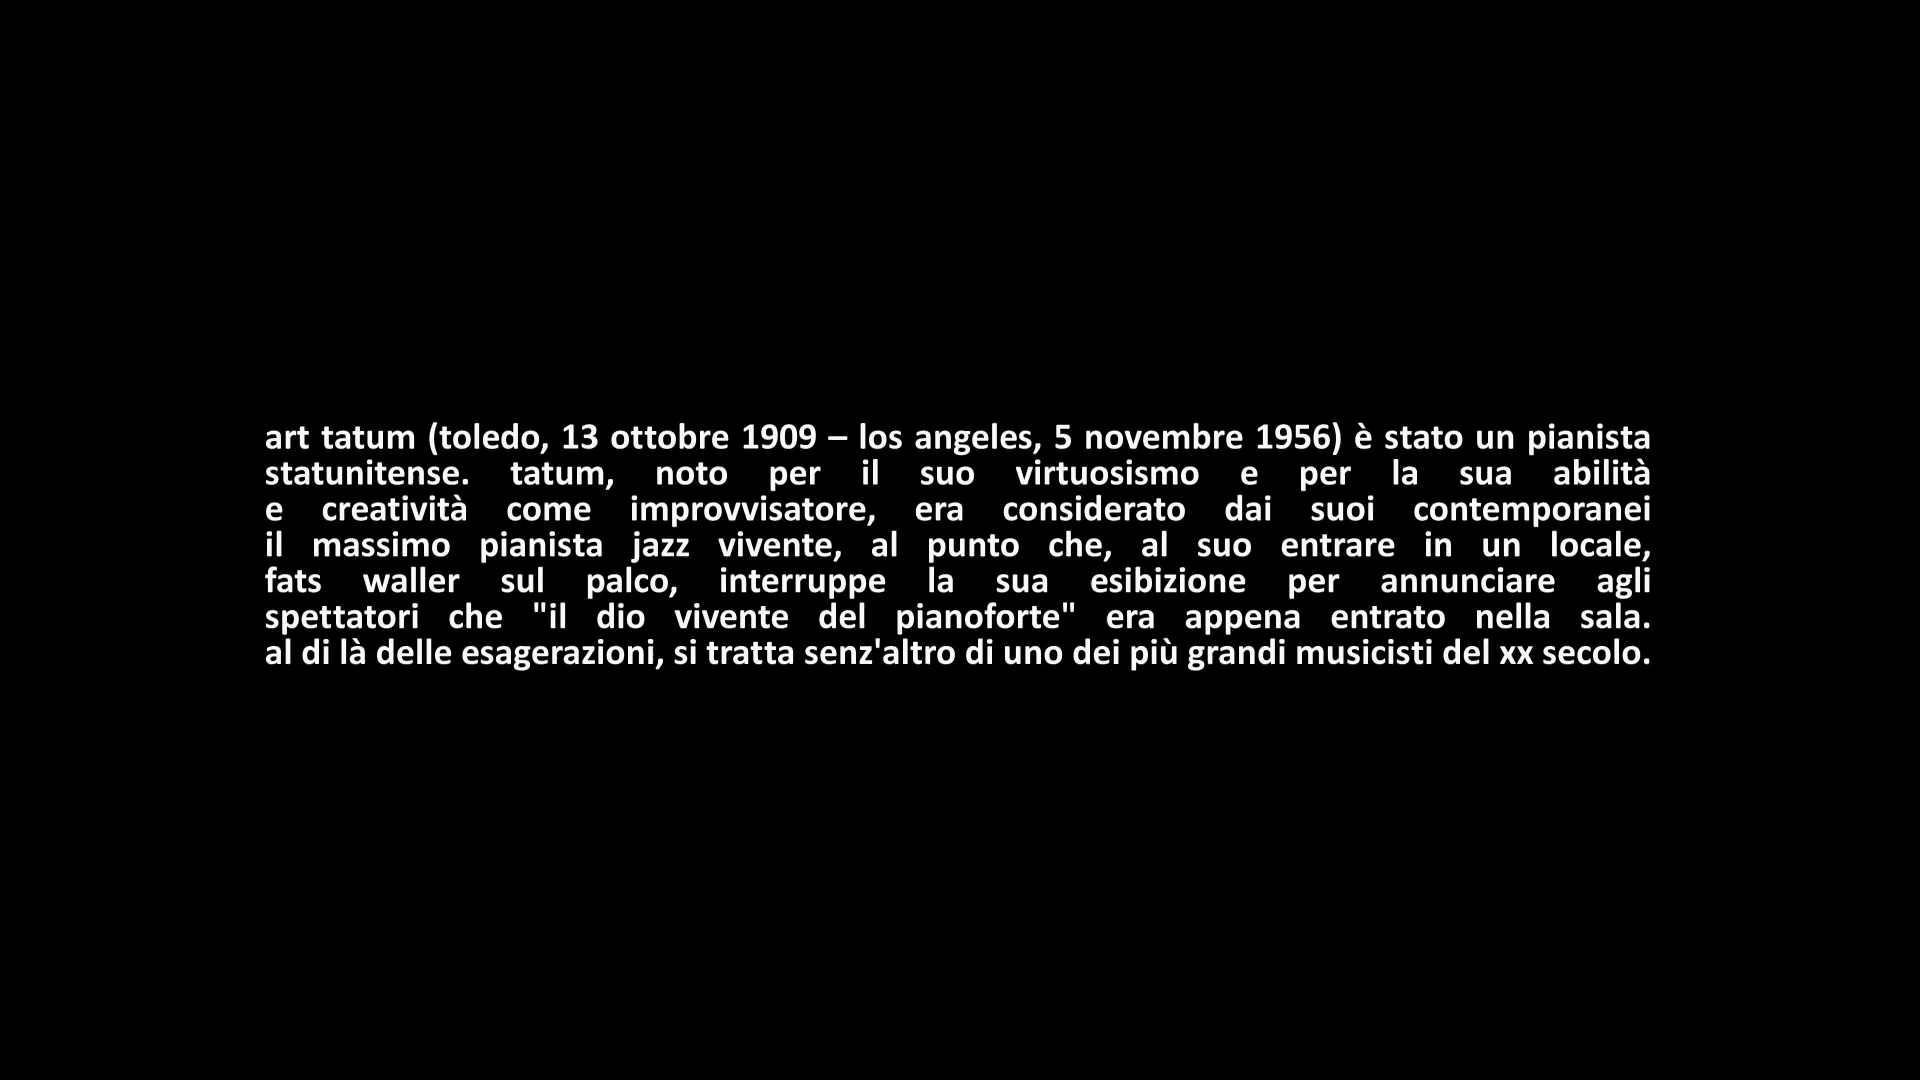 art tatum (toledo, 13 ottobre 1909 – los angeles, 5 novembre 1956) è stato un pianista
statunitense. tatum, noto per il suo virtuosismo e per la sua abilità
e creatività come improvvisatore, era considerato dai suoi contemporanei
il massimo pianista jazz vivente, al punto che, al suo entrare in un locale,
fats waller sul palco, interruppe la sua esibizione per annunciare agli
spettatori che "il dio vivente del pianoforte" era appena entrato nella sala.
al di là delle esagerazioni, si tratta senz'altro di uno dei più grandi musicisti del xx secolo.